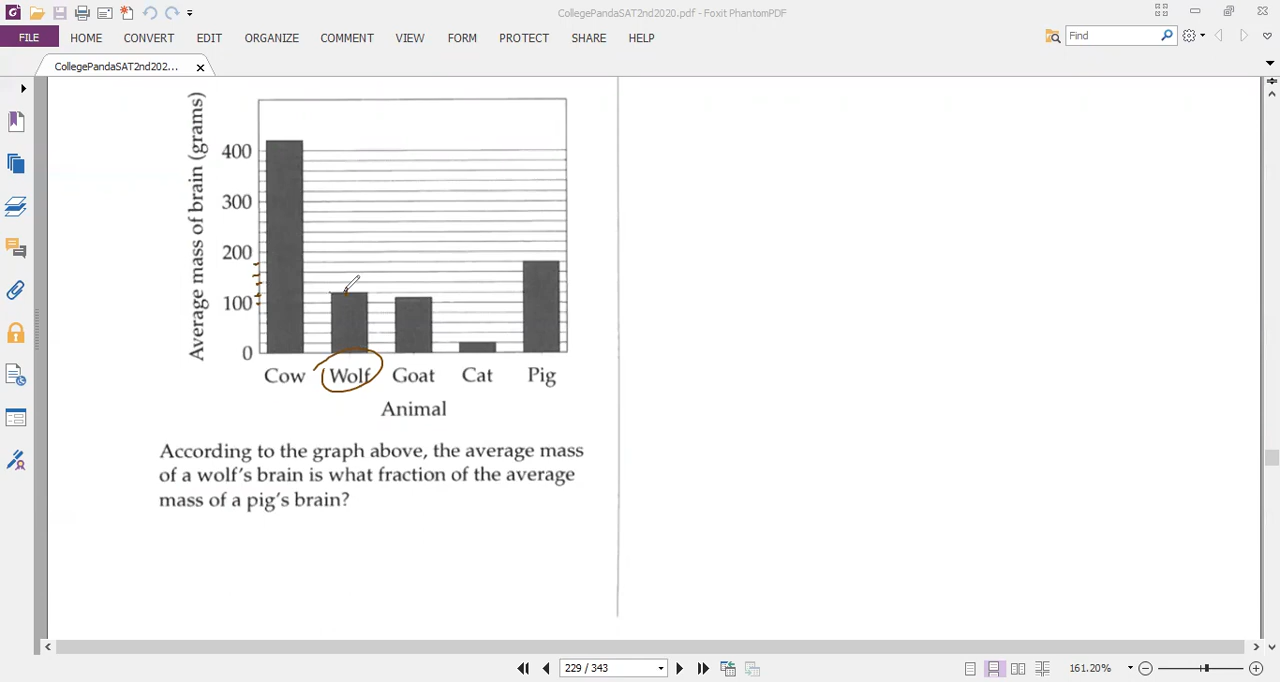 CollegePandaSAT2nd2020.pdf - Foxit PhantomPDF
FILE HOME CONVERT EDIT ORGANIZE COMMENT VIEW FORM PROTECT SHARE HELP
Find
CollegePandaSAT2nd202...
Average mass of brain (grams)
400
300
200
100
0
Cow Wolf Goat Cat Pig
Animal
According to the graph above, the average mass
of a wolf's brain is what fraction of the average
mass of a pig's brain?
229 / 343
161.20%